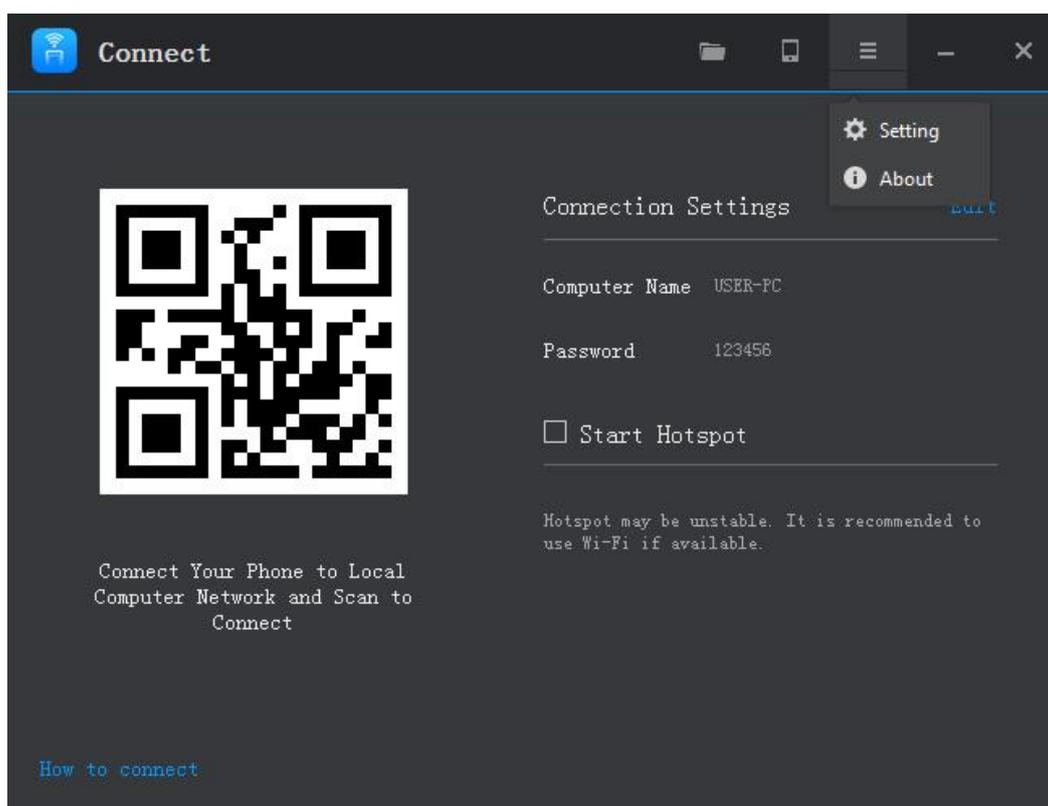 Connect
Setting
About
Connection Settings
Edit
Computer Name USER-PC
Password 123456
Start Hotspot
Hotspot may be unstable. It is recommended to
use Wi-Fi if available.
Connect Your Phone to Local
Computer Network and Scan to
Connect
How to connect